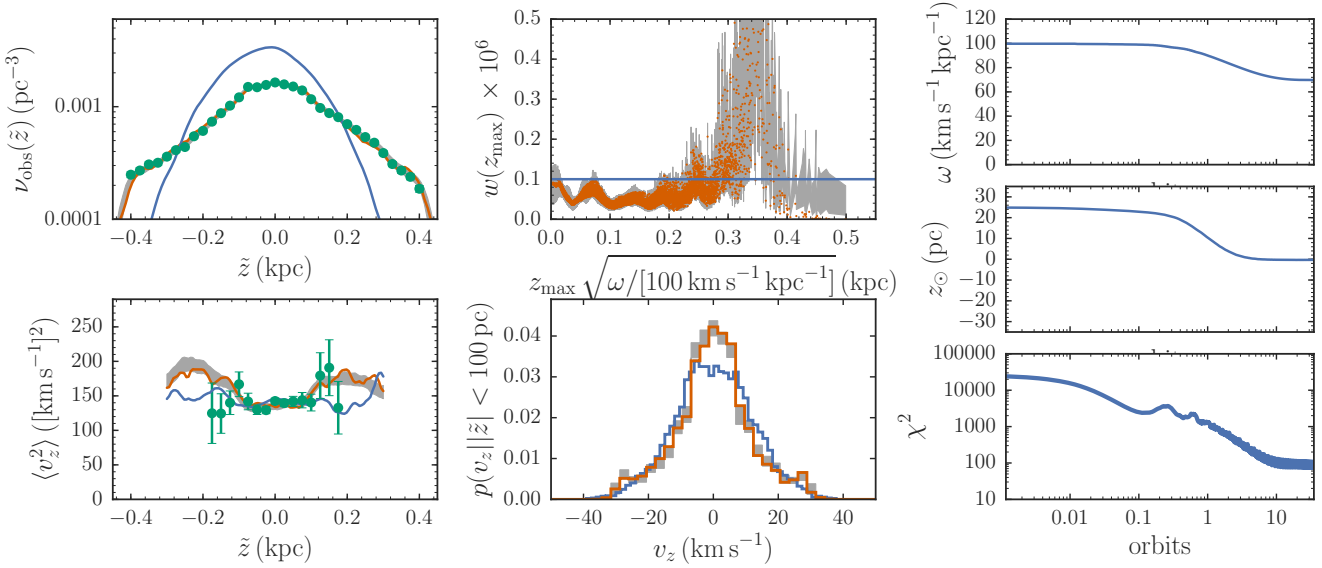 ν_obs(z̃) (pc⁻³)
0.001
0.0001
−0.4 −0.2 0.0 0.2 0.4
z̃ (kpc)
w(z_max) × 10⁶
0.5
0.4
0.3
0.2
0.1
0.0
0.0 0.1 0.2 0.3 0.4 0.5
z_max √ω/[100 km s⁻¹ kpc⁻¹] (kpc)
ω (km s⁻¹ kpc⁻¹)
120
100
80
60
40
20
0
z_⊙ (pc)
30
20
10
0
−10
−20
−30
⟨v_z²⟩ ([km s⁻¹]²)
250
200
150
100
50
0
−0.4 −0.2 0.0 0.2 0.4
z̃ (kpc)
p(v_z||z̃| < 100 pc)
0.04
0.03
0.02
0.01
0.00
−40 −20 0 20 40
v_z (km s⁻¹)
χ²
100000
10000
1000
100
10
0.01 0.1 1 10
orbits